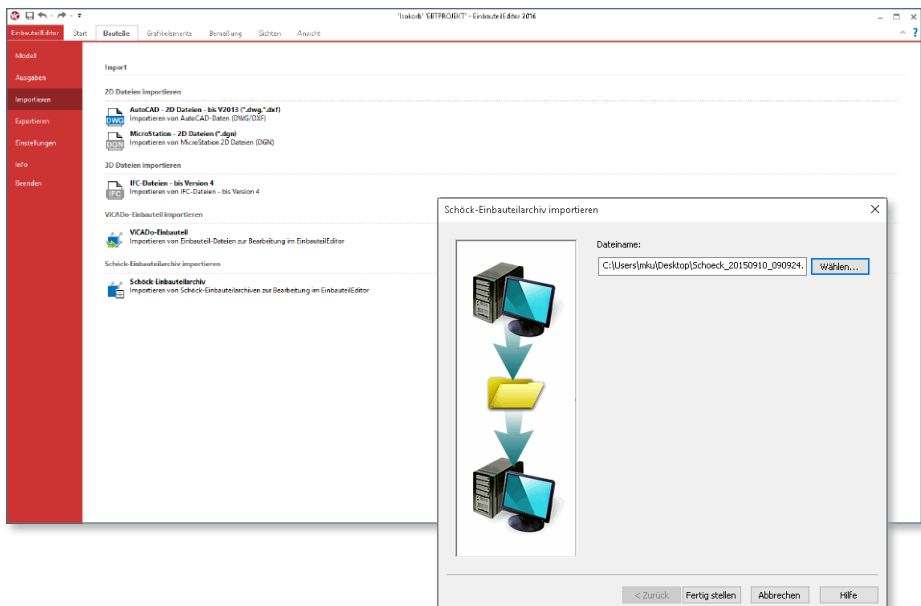 'Isokorb' 'EDITPROJEKT' - EinbauteilEditor 2016
EinbauteilEditor Start Bauteile Grafikelemente Bemaßung Sichten Ansicht ?
Modell
Ausgaben
Importieren
Exportieren
Einstellungen
Info
Beenden
Import
2D Dateien importieren
DWG
AutoCAD - 2D Dateien - bis V2013 (*.dwg,*.dxf)
Importieren von AutoCAD-Daten (DWG/DXF)
DGN
MicroStation - 2D Dateien (*.dgn)
Importieren von MicroStation 2D Dateien (DGN)
3D Dateien importieren
IFC
IFC-Dateien - bis Version 4
Importieren von IFC-Dateien - bis Version 4
ViCADo-Einbauteil importieren
ViCADo-Einbauteil
Importieren von Einbauteil-Dateien zur Bearbeitung im EinbauteilEditor
Schöck-Einbauteilarchiv importieren
Schöck-Einbauteilarchiv
Importieren von Schöck-Einbauteilarchiven zur Bearbeitung im EinbauteilEditor
Schöck-Einbauteilarchiv importieren
Dateiname:
C:\Users\mku\Desktop\Schoeck_20150910_090924. Wählen...
< Zurück Fertig stellen Abbrechen Hilfe